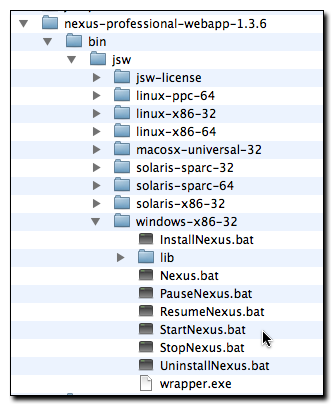 nexus-professional-webapp-1.3.6
bin
jsw
jsw-license
linux-ppc-64
linux-x86-32
linux-x86-64
macosx-universal-32
solaris-sparc-32
solaris-sparc-64
solaris-x86-32
windows-x86-32
InstallNexus.bat
lib
Nexus.bat
PauseNexus.bat
ResumeNexus.bat
StartNexus.bat
StopNexus.bat
UninstallNexus.bat
wrapper.exe